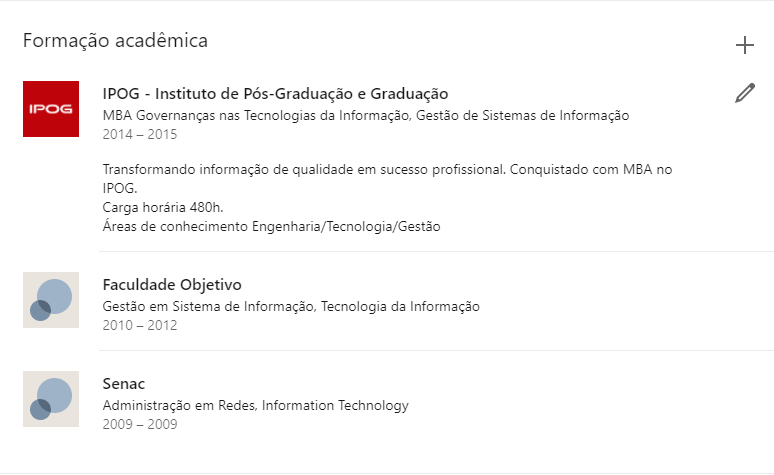 Formação acadêmica
IPOG
IPOG - Instituto de Pós-Graduação e Graduação
MBA Governanças nas Tecnologias da Informação, Gestão de Sistemas de Informação
2014 – 2015
Transformando informação de qualidade em sucesso profissional. Conquistado com MBA no
IPOG.
Carga horária 480h.
Áreas de conhecimento Engenharia/Tecnologia/Gestão
Faculdade Objetivo
Gestão em Sistema de Informação, Tecnologia da Informação
2010 – 2012
Senac
Administração em Redes, Information Technology
2009 – 2009